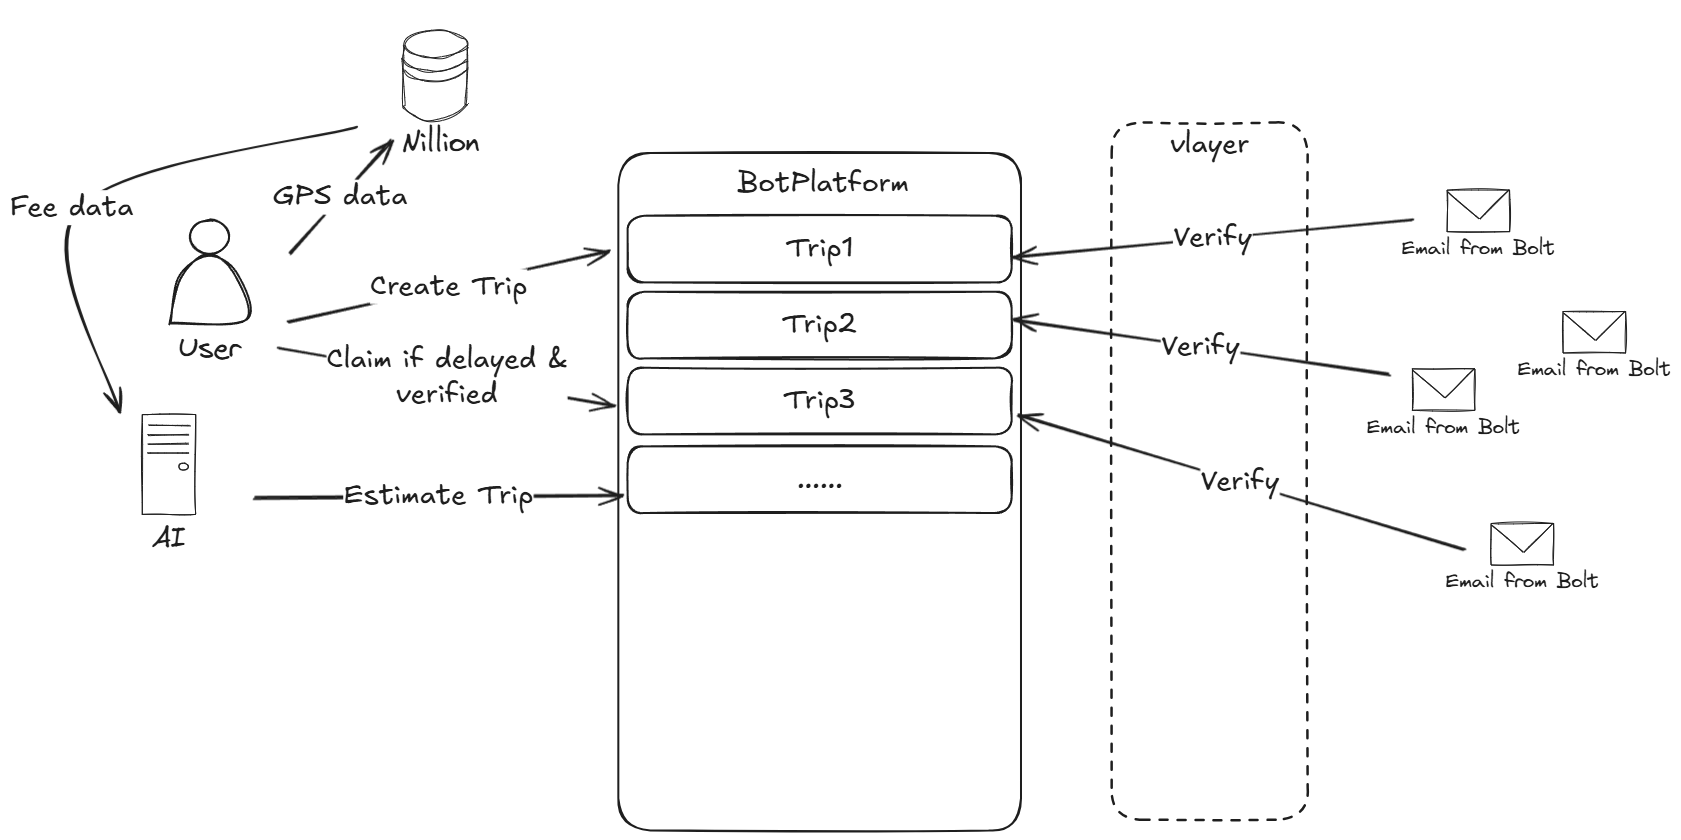 Nillion
GPS data
Fee data
User
Create Trip
Claim if delayed &
verified
AI
Estimate Trip
BotPlatform
Trip1
Trip2
Trip3
......
vlayer
Verify
Verify
Verify
Email from Bolt
Email from Bolt
Email from Bolt
Email from Bolt